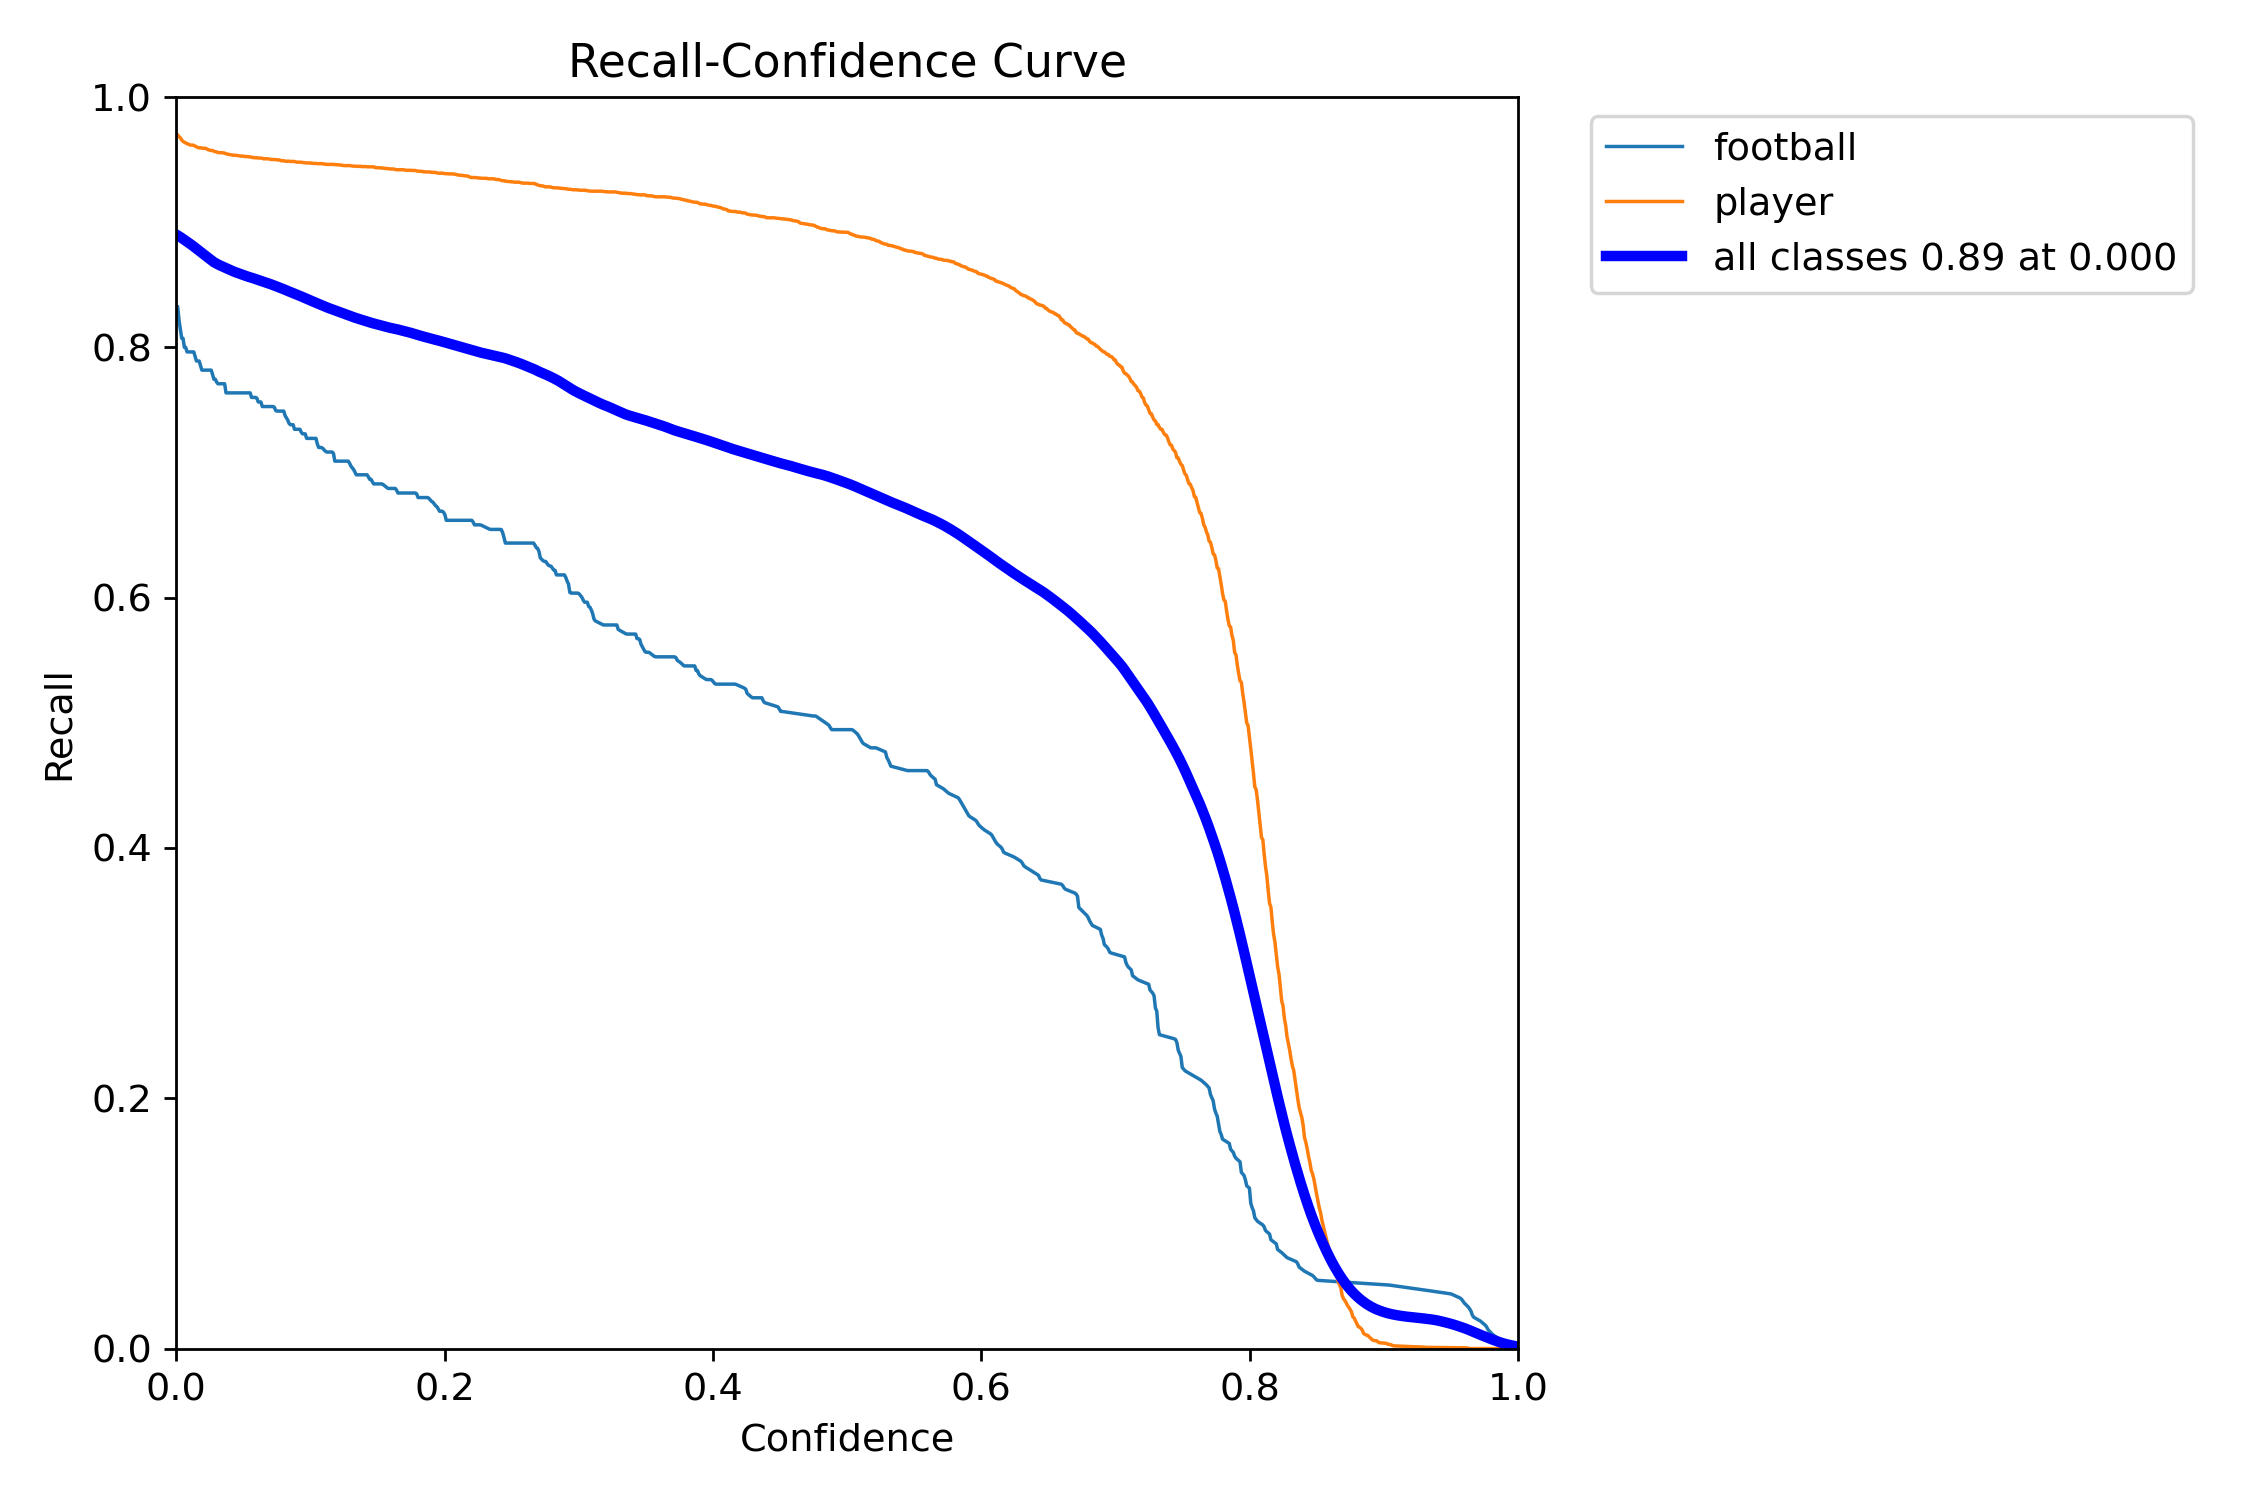 Recall-Confidence Curve
1.0
0.8
0.6
0.4
0.2
0.0
Recall
0.0 0.2 0.4 0.6 0.8 1.0
Confidence
football
player
all classes 0.89 at 0.000